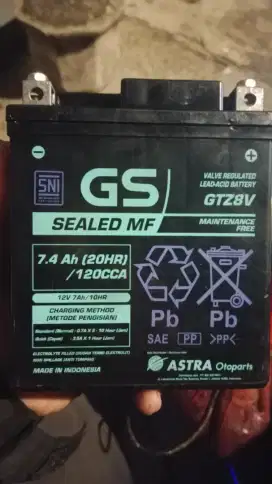 SNI
GS
VALVE REGULATED
LEAD-ACID BATTERY
GTZ8V
SEALED MF
MAINTENANCE
FREE
7.4 Ah (20HR)
/120CCA
12V 7Ah/10HR
CHARGING METHOD
(METODE PENGISIAN)
Pb
Pb
SAE
PP
>PP<
MADE IN INDONESIA
ASTRA Otoparts